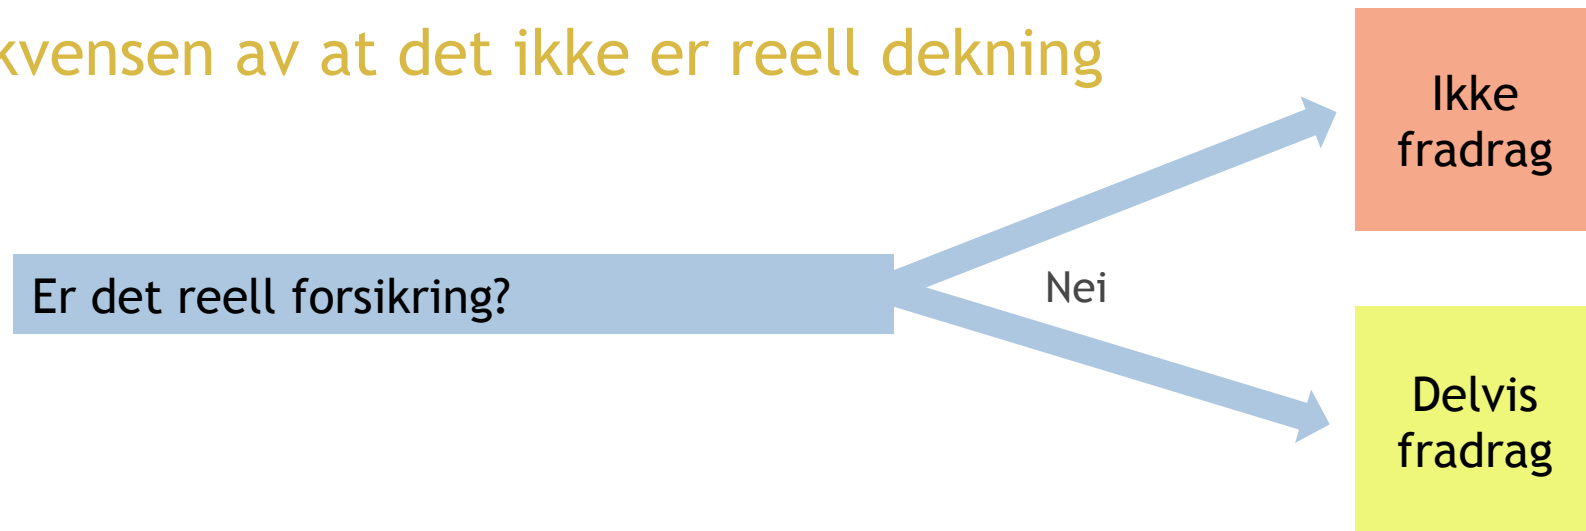 kvensen av at det ikke er reell dekning
Ikke
fradrag
Er det reell forsikring?
Nei
Delvis
fradrag